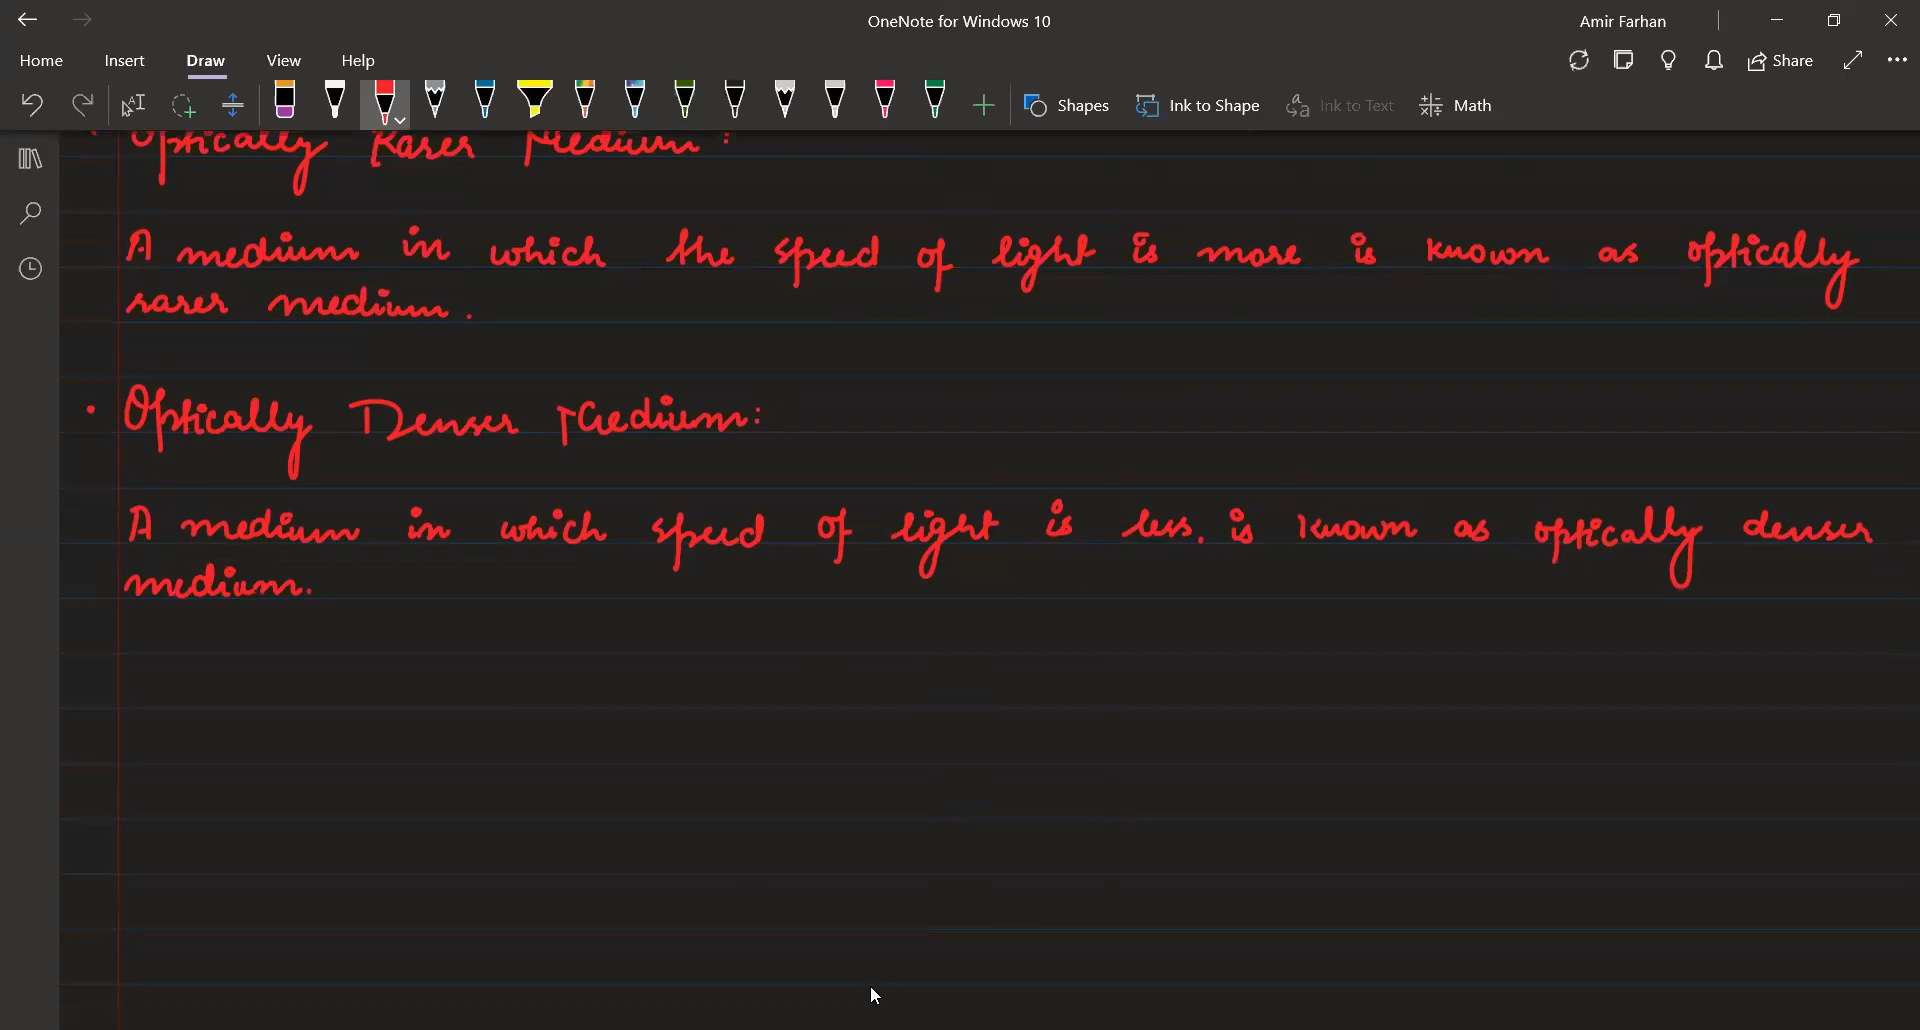 OneNote for Windows 10
Amir Farhan
Home Insert Draw View Help
Share
Shapes Ink to Shape Ink to Text Math
Optically Rarer Medium :
A medium in which the speed of light is more is known as optically
rarer medium.
• Optically Denser Medium:
A medium in which speed of light is less. is known as optically denser
medium.